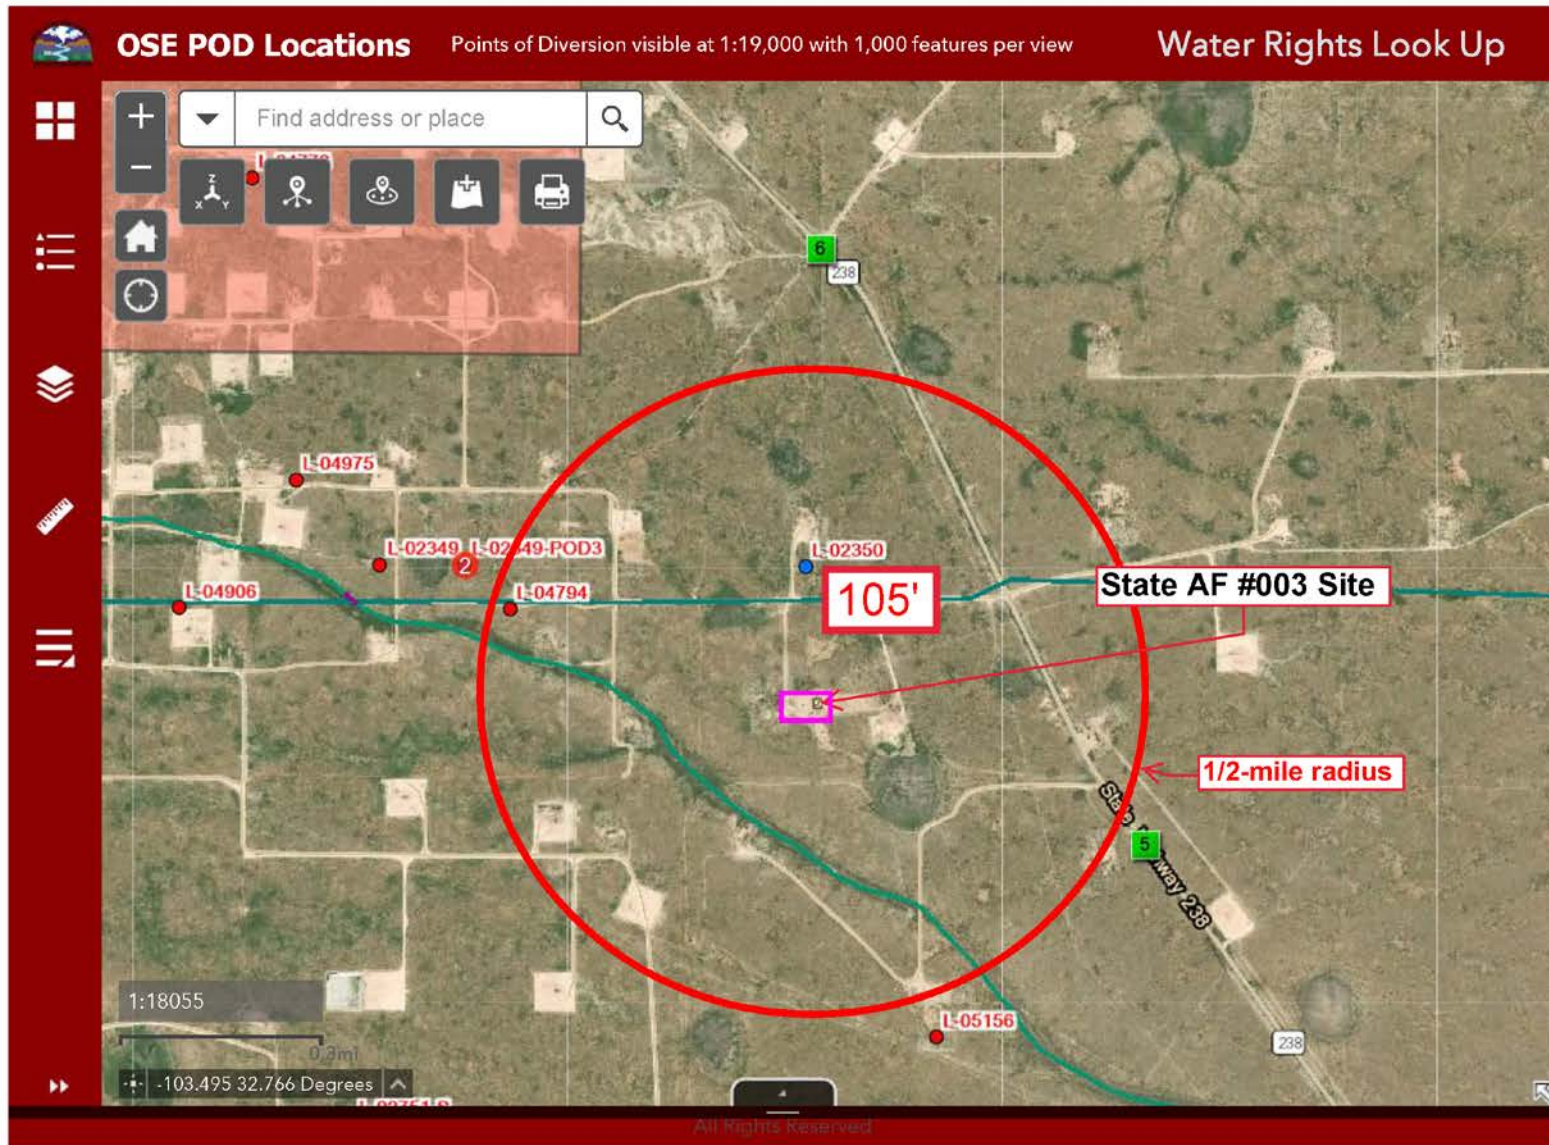 OSE POD Locations
Points of Diversion visible at 1:19,000 with 1,000 features per view
Water Rights Look Up
Find address or place
Z
X Y
6
238
L-04975
L-02349
L-02349-POD3
2
L-02350
L-04906
L-04794
105'
State AF #003 Site
1/2-mile radius
5
1:18055
0.3mi
L-05156
238
-103.495 32.766 Degrees
All Rights Reserved